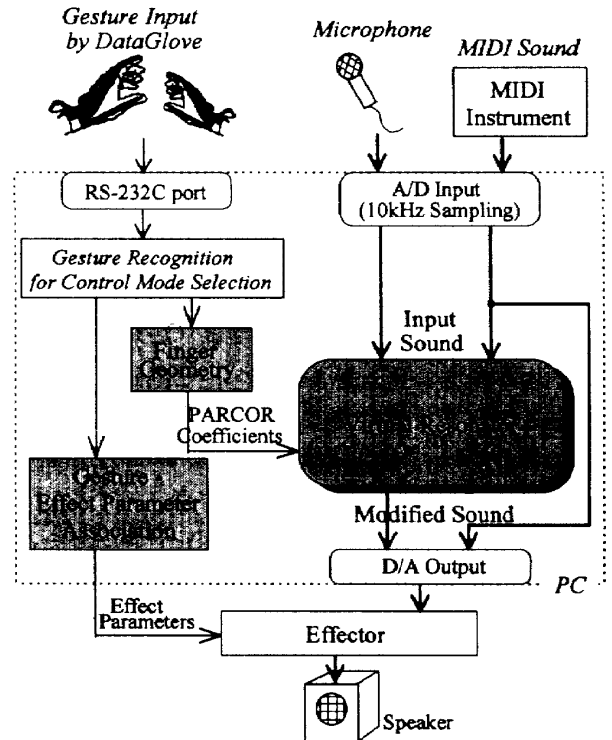 Gesture Input
by DataGlove
Microphone
MIDI Sound
MIDI
Instrument
RS-232C port
A/D Input
(10kHz Sampling)
Gesture Recognition
for Control Mode Selection
Input
Sound
Finger
Geometry
PARCOR
Coefficients
Gesture -
Effect Parameter
Association
Modified Sound
D/A Output
PC
Effect
Parameters
Effector
Speaker